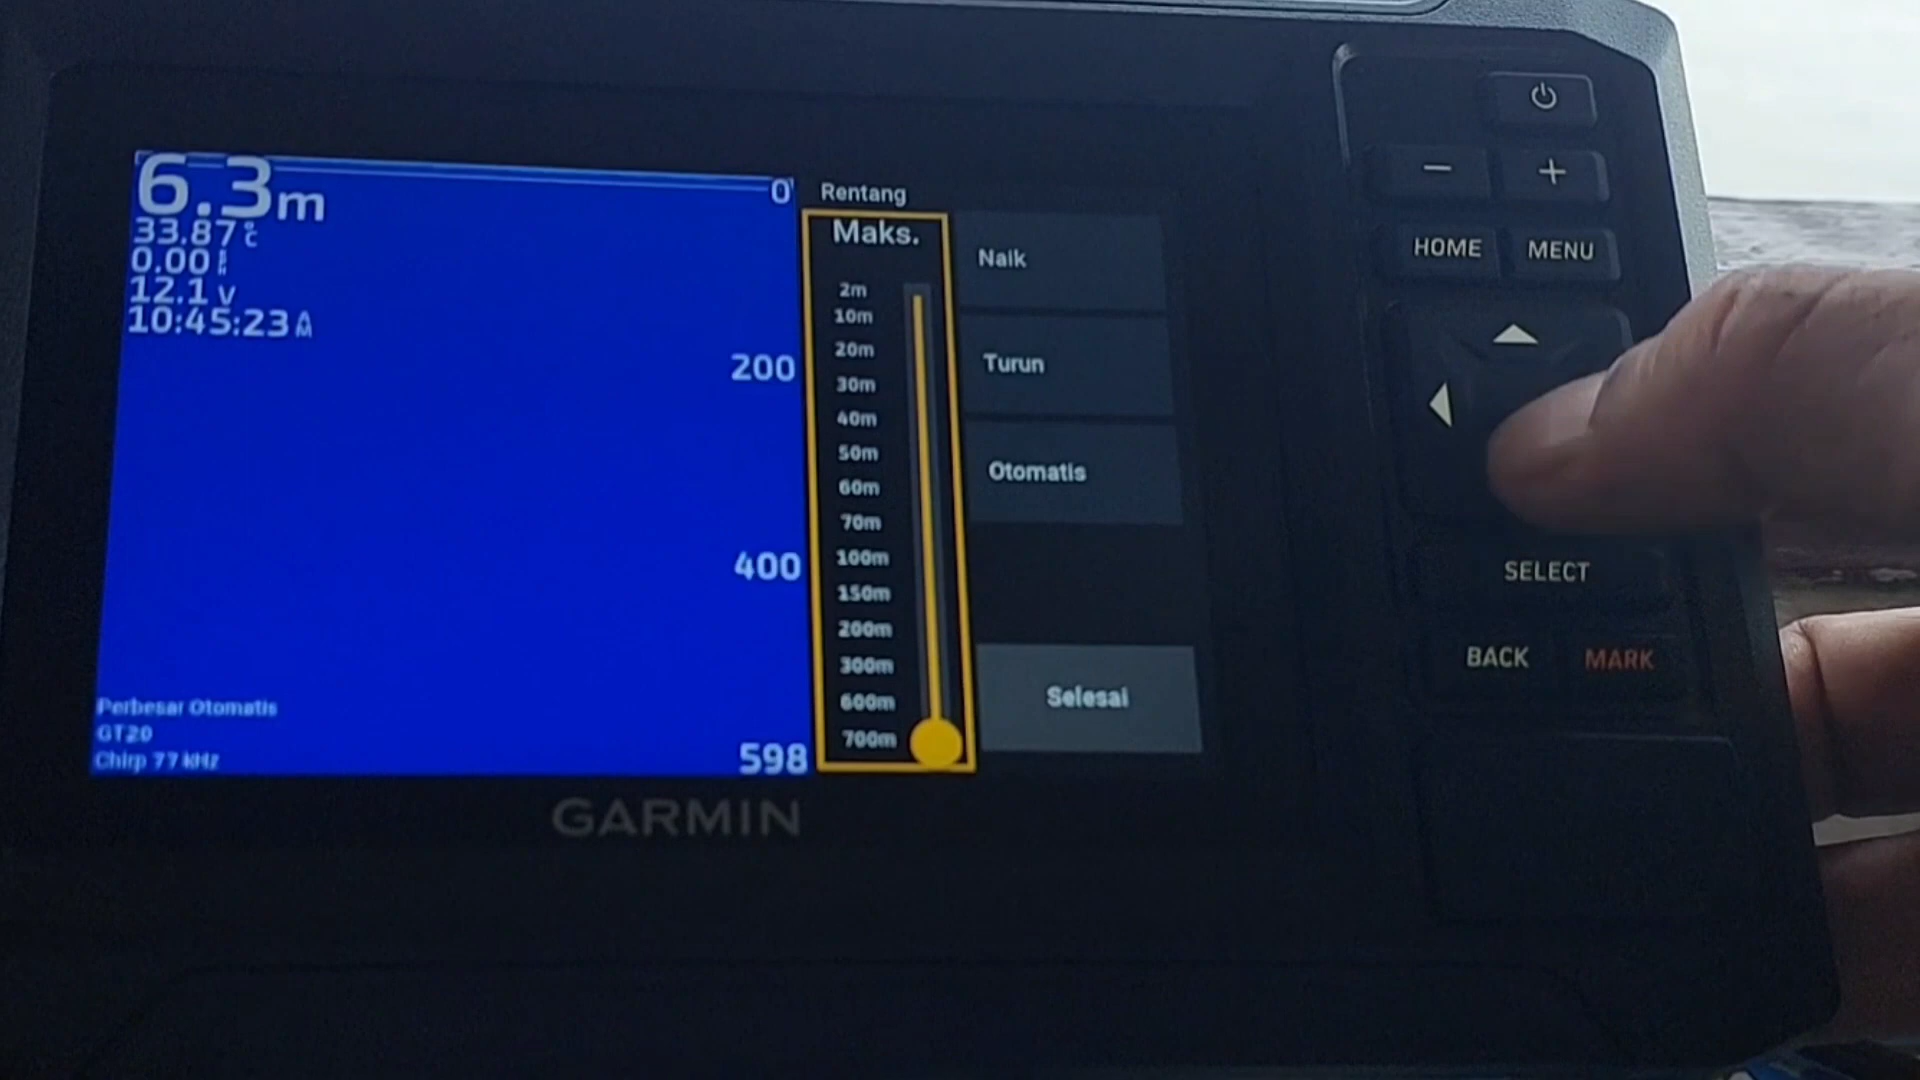 6.3m
33.87°C
0.00
12.1 V
10:45:23 AM
0
200
400
598
Perbesar Otomatis
GT20
Chirp 77 kHz
Rentang
Maks.
2m
10m
20m
30m
40m
50m
60m
70m
100m
150m
200m
300m
600m
700m
Naik
Turun
Otomatis
Selesai
GARMIN
− +
HOME MENU
SELECT
BACK MARK